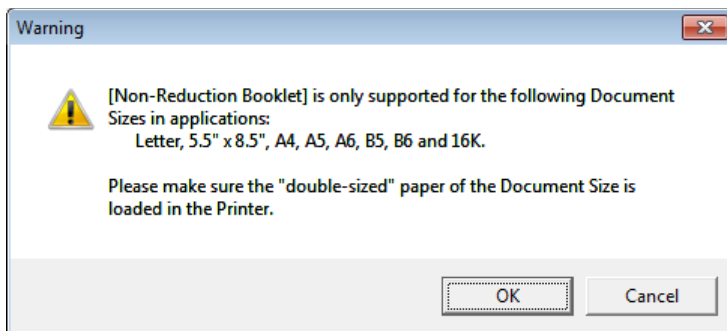 Warning
[Non-Reduction Booklet] is only supported for the following Document
Sizes in applications:
Letter, 5.5" x 8.5", A4, A5, A6, B5, B6 and 16K.
Please make sure the "double-sized" paper of the Document Size is
loaded in the Printer.
OK
Cancel